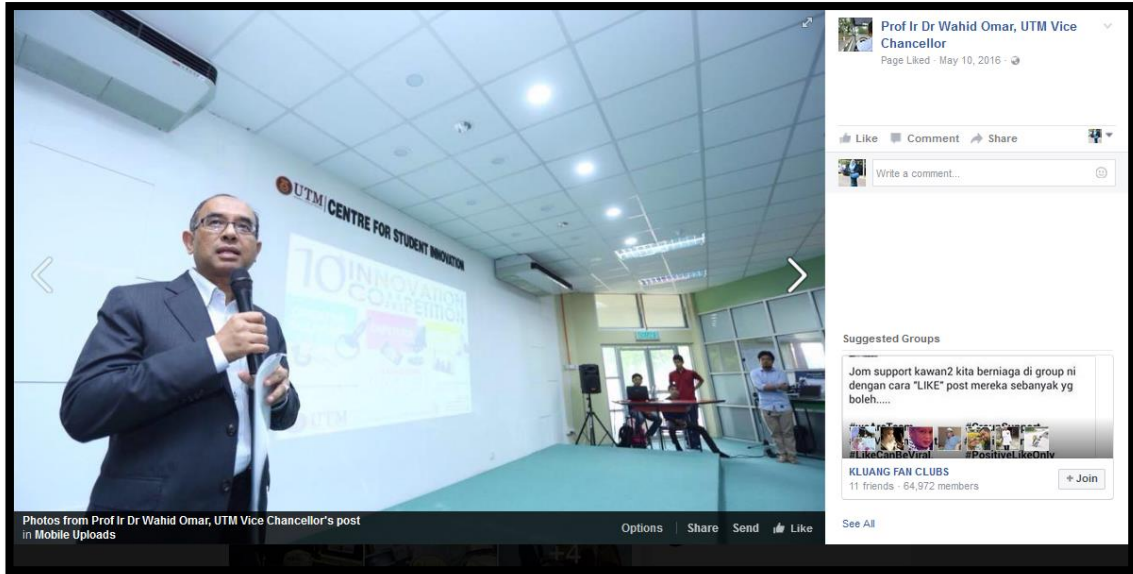 UTM | CENTRE FOR STUDENT INNOVATION
10 INNOVATION
COMPETITION
UTM
Photos from Prof Ir Dr Wahid Omar, UTM Vice Chancellor's post
in Mobile Uploads
Options Share Send Like
+4
Prof Ir Dr Wahid Omar, UTM Vice
Chancellor
Page Liked · May 10, 2016 ·
Like Comment Share
Write a comment...
Suggested Groups
Jom support kawan2 kita berniaga di group ni
dengan cara "LIKE" post mereka sebanyak yg
boleh.....
#LikeCanBeViral #PositiveLikeOnly
KLUANG FAN CLUBS
11 friends · 64,972 members
+ Join
See All